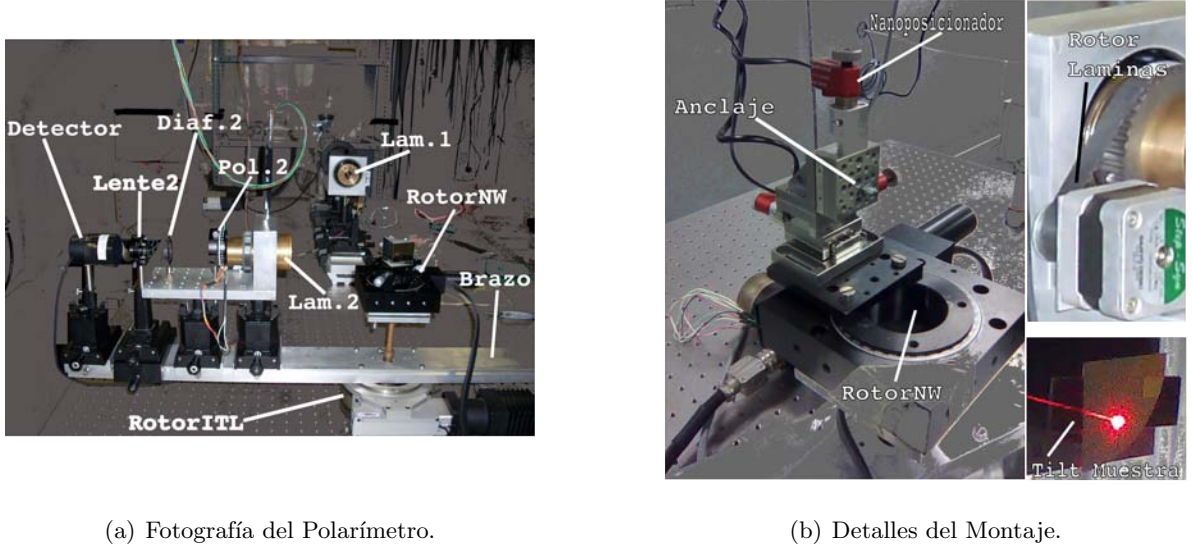 Detector
Diaf.2
Lente2
Pol.2
Lam.1
RotorNW
Lam.2
Brazo
RotorITL
Nanoposicionador
Anclaje
RotorNW
Rotor
Laminas
Tilt Muestra
(a) Fotografía del Polarímetro.
(b) Detalles del Montaje.